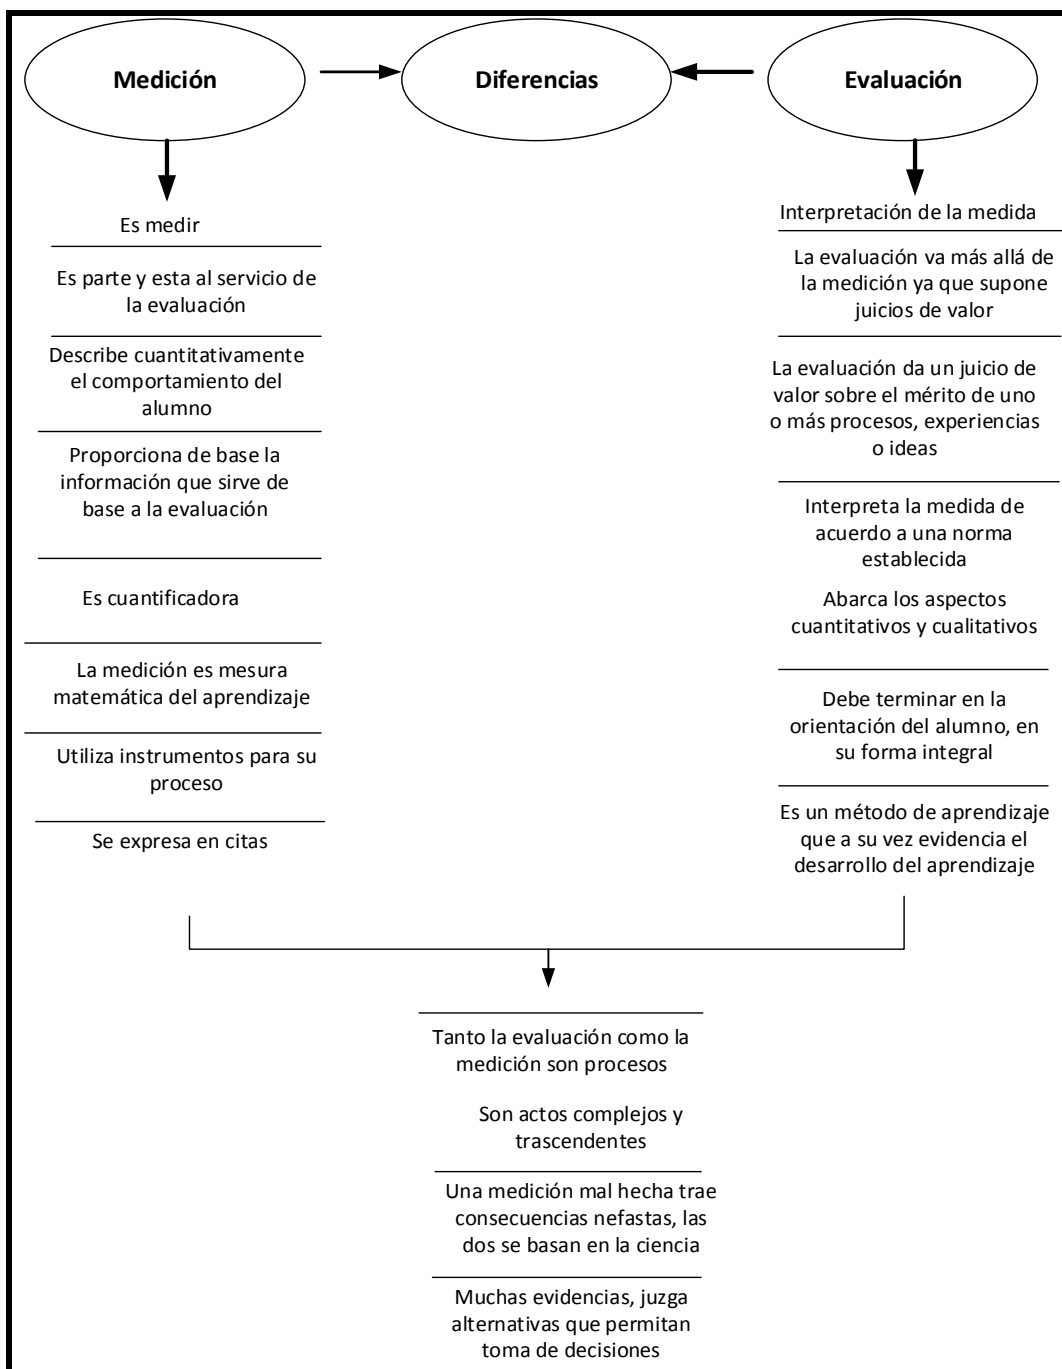 Medición
Diferencias
Evaluación
Es medir
Es parte y esta al servicio de
la evaluación
Describe cuantitativamente
el comportamiento del
alumno
Proporciona de base la
información que sirve de
base a la evaluación
Es cuantificadora
La medición es mesura
matemática del aprendizaje
Utiliza instrumentos para su
proceso
Se expresa en citas
Interpretación de la medida
La evaluación va más allá de
la medición ya que supone
juicios de valor
La evaluación da un juicio de
valor sobre el mérito de uno
o más procesos, experiencias
o ideas
Interpreta la medida de
acuerdo a una norma
establecida
Abarca los aspectos
cuantitativos y cualitativos
Debe terminar en la
orientación del alumno, en
su forma integral
Es un método de aprendizaje
que a su vez evidencia el
desarrollo del aprendizaje
Tanto la evaluación como la
medición son procesos
Son actos complejos y
trascendentes
Una medición mal hecha trae
consecuencias nefastas, las
dos se basan en la ciencia
Muchas evidencias, juzga
alternativas que permitan
toma de decisiones